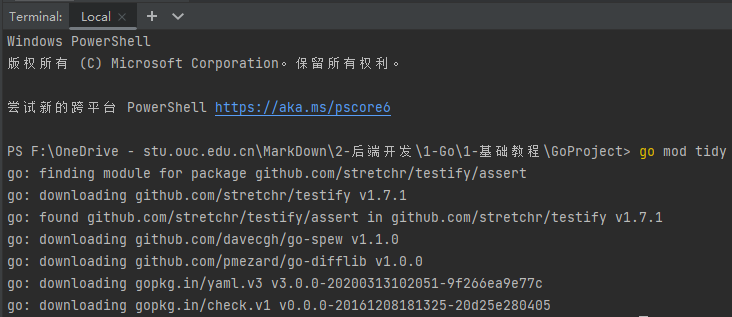 Terminal: Local × + ∨
Windows PowerShell
版权所有 (C) Microsoft Corporation。保留所有权利。
尝试新的跨平台 PowerShell https://aka.ms/pscore6
PS F:\OneDrive - stu.ouc.edu.cn\MarkDown\2-后端开发\1-Go\1-基础教程\GoProject> go mod tidy
go: finding module for package github.com/stretchr/testify/assert
go: downloading github.com/stretchr/testify v1.7.1
go: found github.com/stretchr/testify/assert in github.com/stretchr/testify v1.7.1
go: downloading github.com/davecgh/go-spew v1.1.0
go: downloading github.com/pmezard/go-difflib v1.0.0
go: downloading gopkg.in/yaml.v3 v3.0.0-20200313102051-9f266ea9e77c
go: downloading gopkg.in/check.v1 v0.0.0-20161208181325-20d25e280405